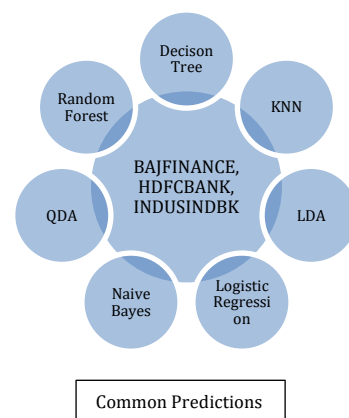 Decison
Tree
Random
Forest
KNN
BAJFINANCE,
HDFCBANK,
INDUSINDBK
QDA
LDA
Naive
Bayes
Logistic
Regressi
on
Common Predictions